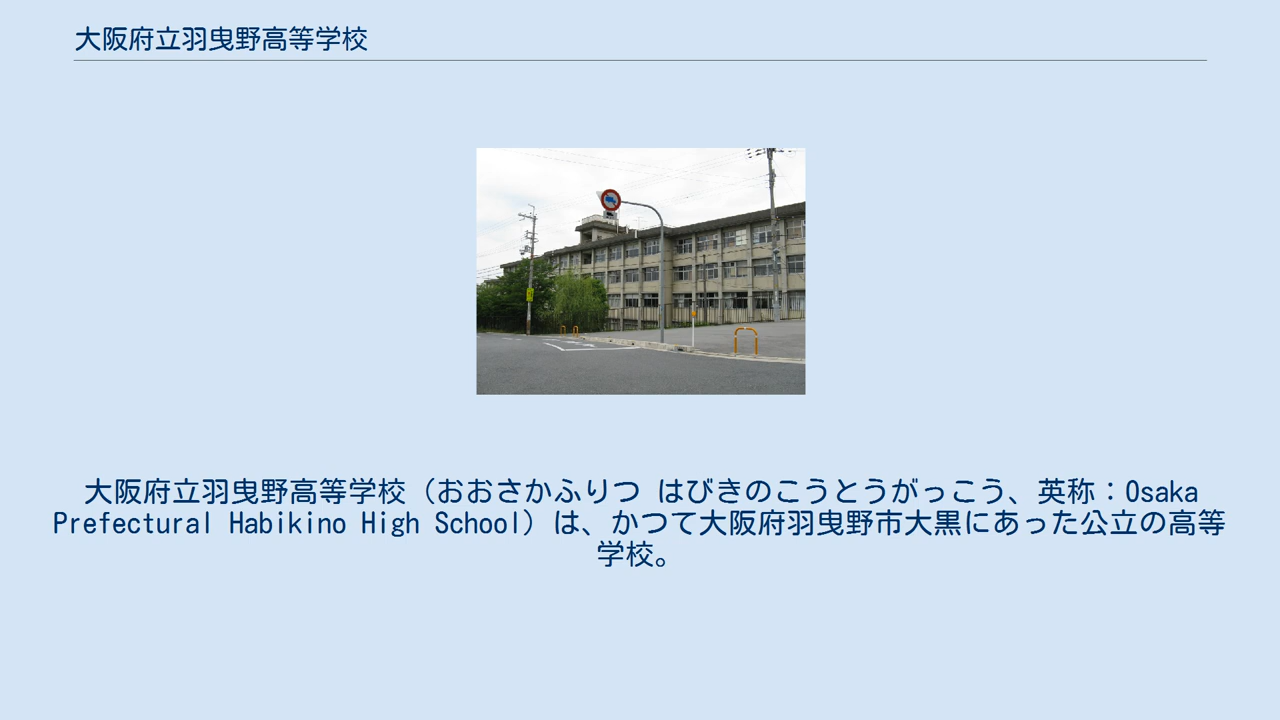 大阪府立羽曳野高等学校
大阪府立羽曳野高等学校（おおさかふりつ はびきのこうとうがっこう、英称：Osaka
Prefectural Habikino High School）は、かつて大阪府羽曳野市大黒にあった公立の高等
学校。